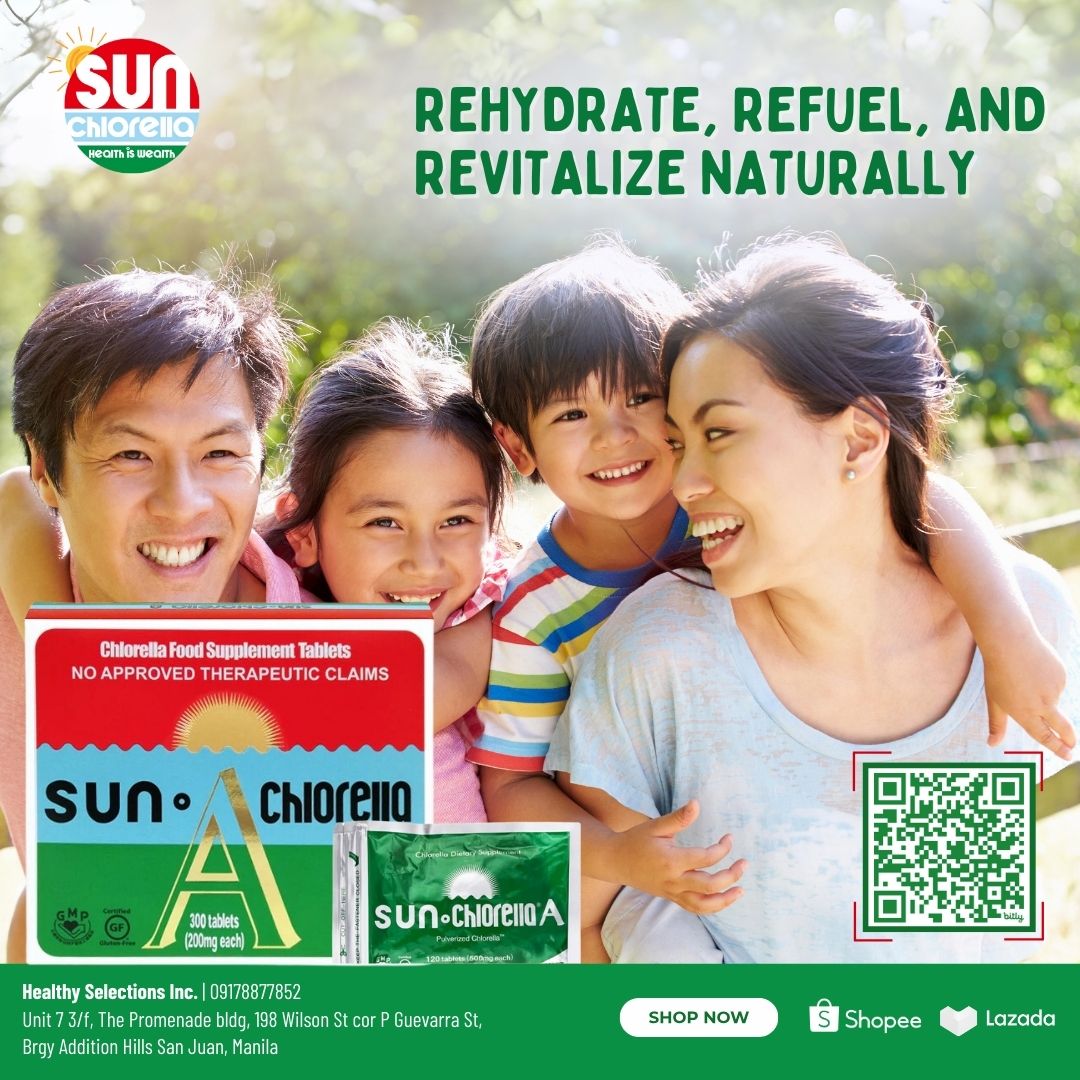 SUN
chlorella
Health is Wealth
REHYDRATE, REFUEL, AND
REVITALIZE NATURALLY
Chlorella Food Supplement Tablets
NO APPROVED THERAPEUTIC CLAIMS
SUN • A Chlorella
300 tablets
(200mg each)
GMP
Certified
GF
Gluten-Free
Chlorella Dietary Supplement
SUN • Chlorella® A
Pulverized Chlorella™
120 tablets (500mg each)
bitly
Healthy Selections Inc. | 09178877852
Unit 7 3/f, The Promenade bldg, 198 Wilson St cor P Guevarra St,
Brgy Addition Hills San Juan, Manila
SHOP NOW
Shopee
Lazada